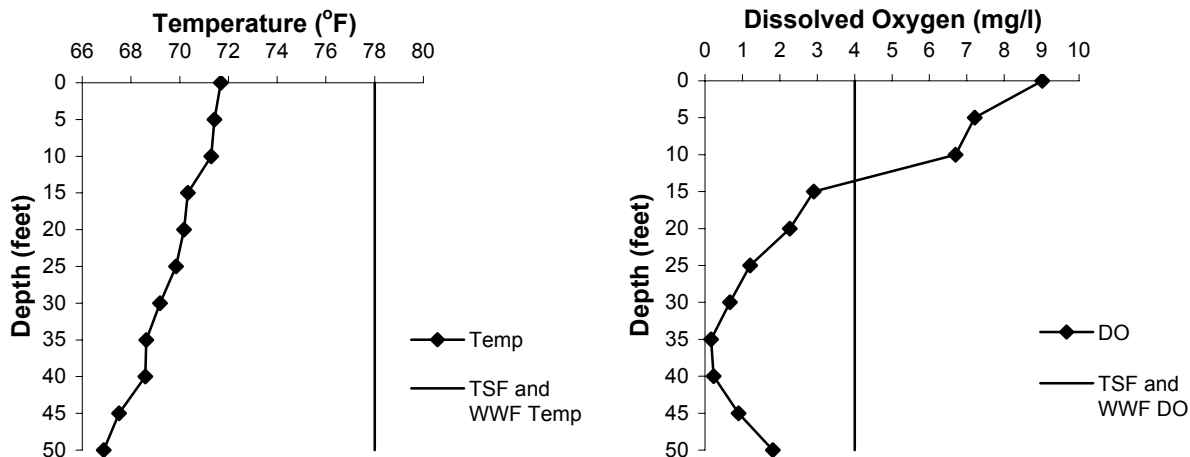 Temperature (°F)
66 68 70 72 74 76 78 80
Depth (feet)
0
5
10
15
20
25
30
35
40
45
50
Temp
TSF and
WWF Temp
Dissolved Oxygen (mg/l)
0 1 2 3 4 5 6 7 8 9 10
Depth (feet)
0
5
10
15
20
25
30
35
40
45
50
DO
TSF and
WWF DO